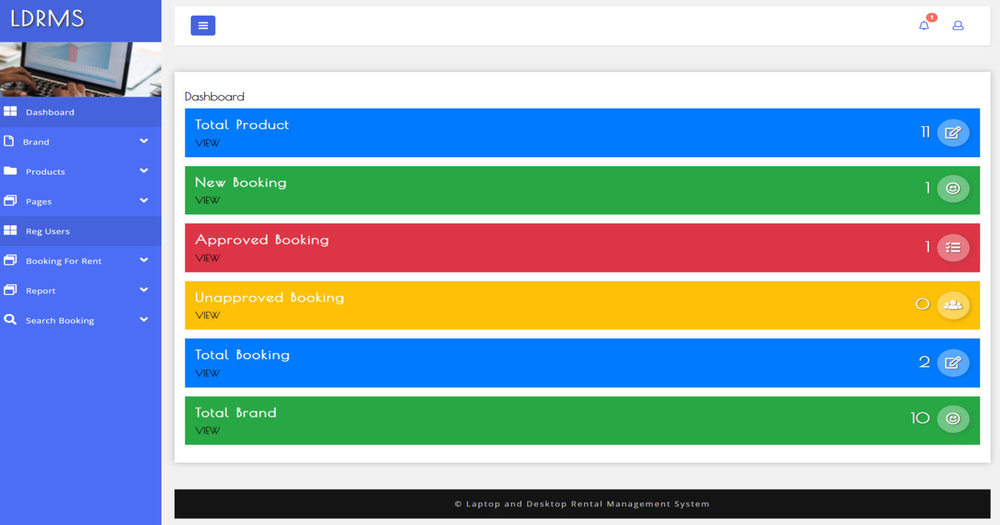 LDRMS
1
Dashboard
Brand
Products
Pages
Reg Users
Booking For Rent
Report
Search Booking
Dashboard
Total Product
VIEW
11
New Booking
VIEW
1
Approved Booking
VIEW
1
Unapproved Booking
VIEW
0
Total Booking
VIEW
2
Total Brand
VIEW
10
© Laptop and Desktop Rental Management System